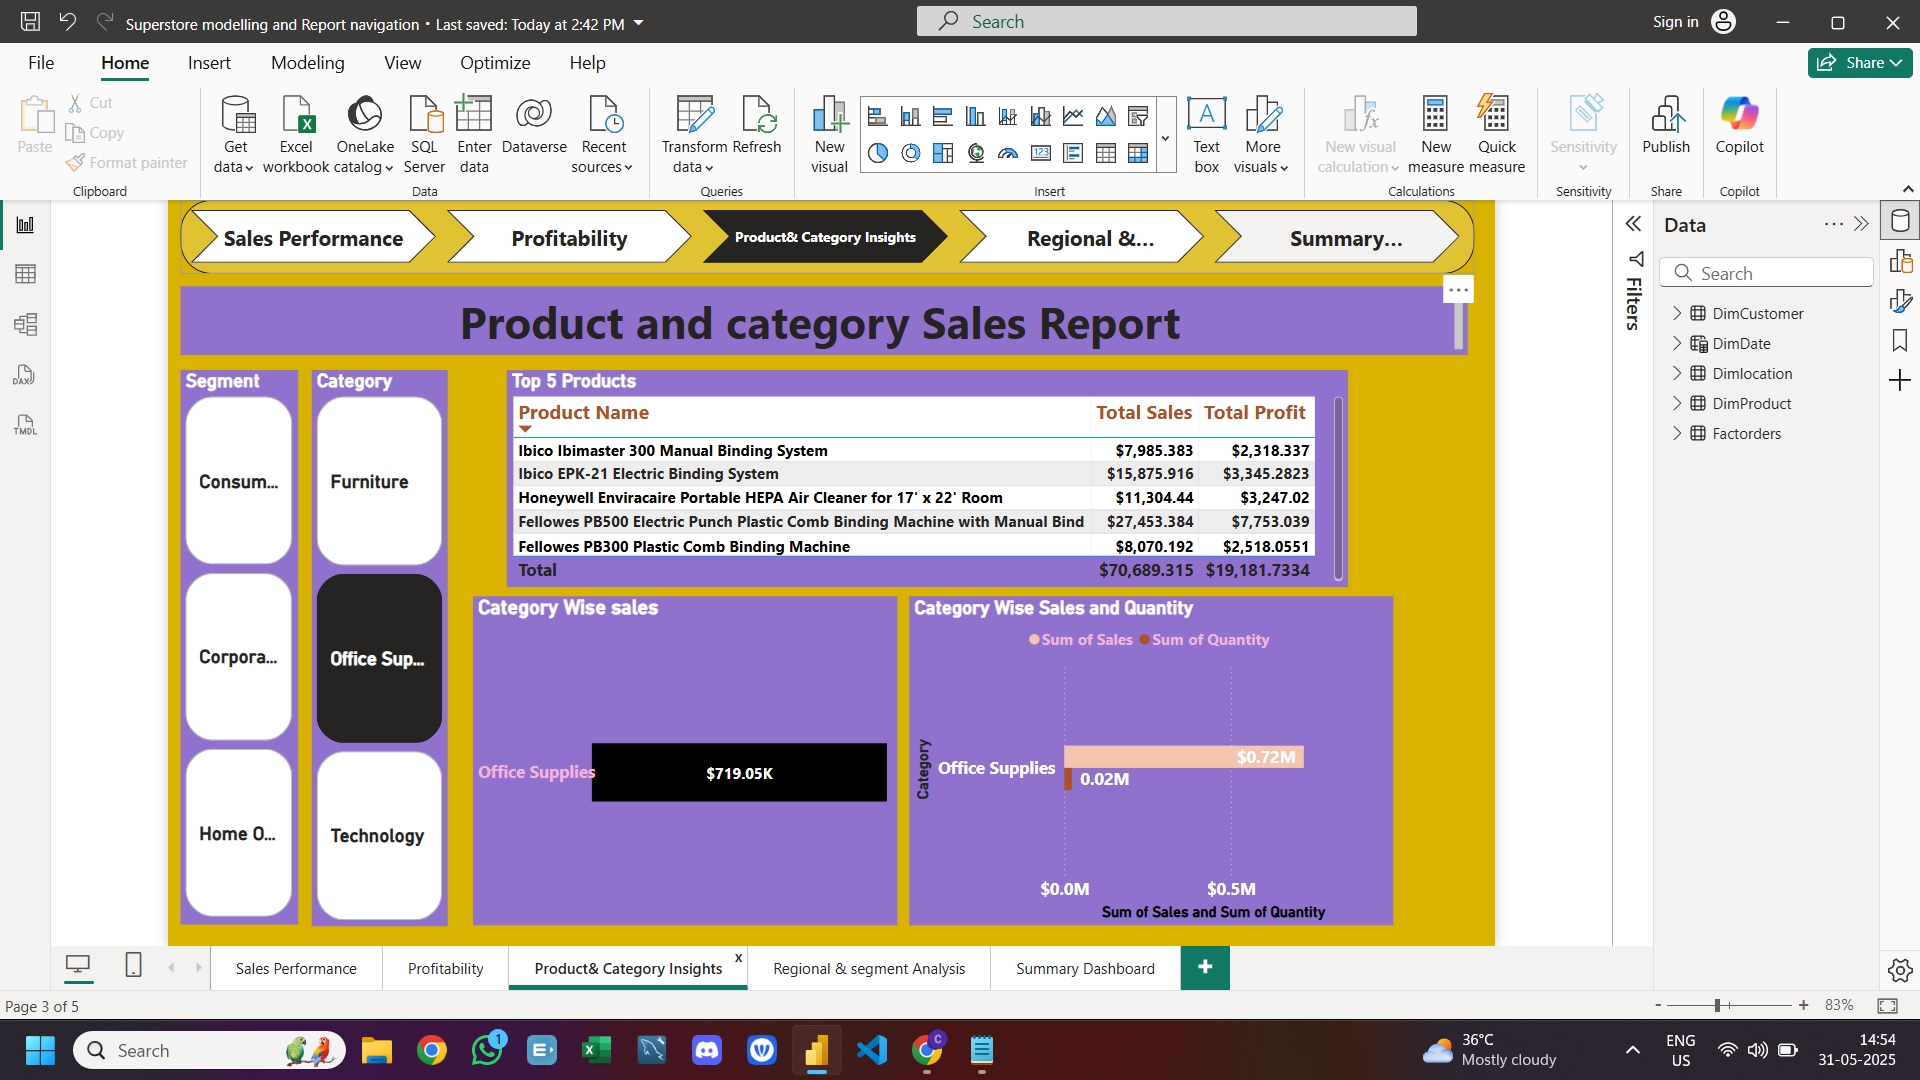 Superstore modelling and Report navigation • Last saved: Today at 2:42 PM
Search
Sign in
File Home Insert Modeling View Optimize Help
Share
Paste
Cut
Copy
Format painter
Clipboard
Get data
Excel workbook
OneLake catalog
SQL Server
Enter data
Dataverse
Recent sources
Data
Transform data
Refresh
Queries
New visual
Text box
More visuals
Insert
New visual calculation
New measure
Quick measure
Calculations
Sensitivity
Sensitivity
Publish
Share
Copilot
Copilot
Sales Performance
Profitability
Product& Category Insights
Regional &...
Summary...
Product and category Sales Report
Segment
Consum...
Corpora...
Home O...
Category
Furniture
Office Sup...
Technology
Top 5 Products
Product Name Total Sales Total Profit
Ibico Ibimaster 300 Manual Binding System $7,985.383 $2,318.337
Ibico EPK-21 Electric Binding System $15,875.916 $3,345.2823
Honeywell Enviracaire Portable HEPA Air Cleaner for 17' x 22' Room $11,304.44 $3,247.02
Fellowes PB500 Electric Punch Plastic Comb Binding Machine with Manual Bind $27,453.384 $7,753.039
Fellowes PB300 Plastic Comb Binding Machine $8,070.192 $2,518.0551
Total $70,689.315 $19,181.7334
Category Wise sales
Office Supplies
$719.05K
Category Wise Sales and Quantity
Sum of Sales Sum of Quantity
Category
Office Supplies
$0.72M
0.02M
$0.0M $0.5M
Sum of Sales and Sum of Quantity
Filters
Data
Search
DimCustomer
DimDate
Dimlocation
DimProduct
Factorders
DAX
TMDL
Sales Performance
Profitability
Product& Category Insights
x
Regional & segment Analysis
Summary Dashboard
+
Page 3 of 5
- + 83%
Search
1
C
36°C
Mostly cloudy
ENG
US
14:54
31-05-2025